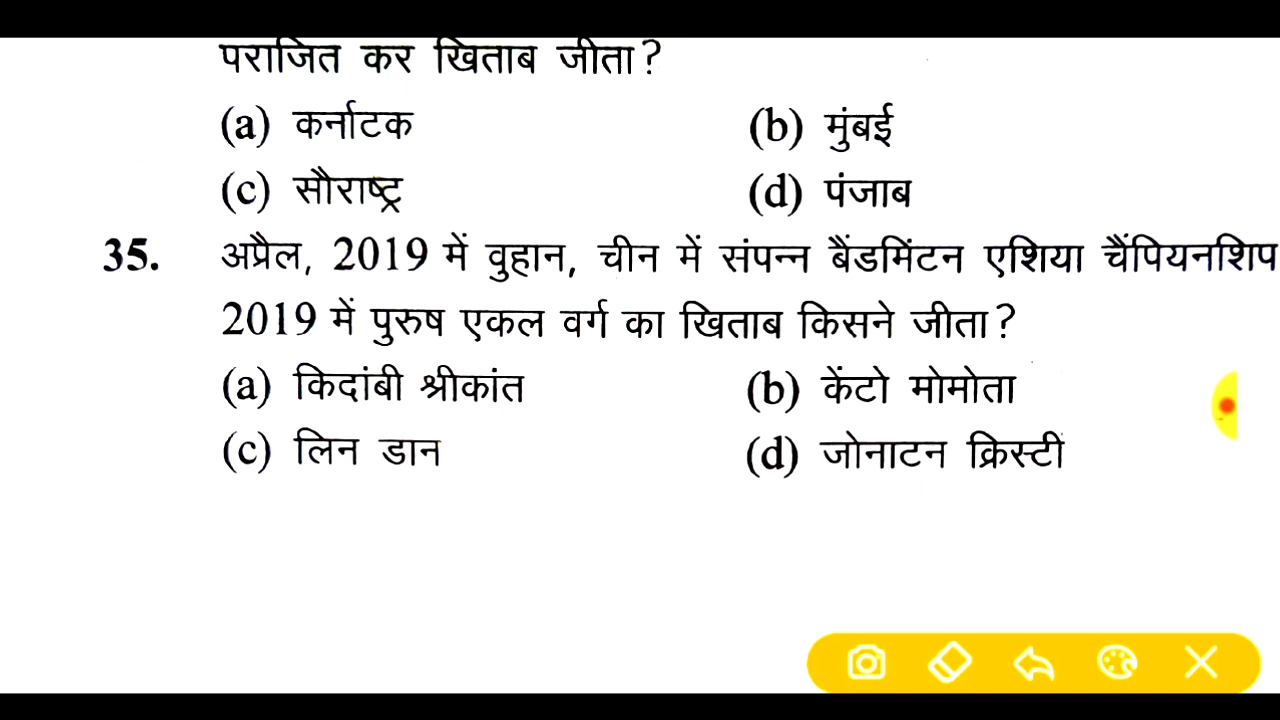 पराजित कर खिताब जीता?
(a) कर्नाटक (b) मुंबई
(c) सौराष्ट्र (d) पंजाब
35. अप्रैल, 2019 में वुहान, चीन में संपन्न बैंडमिंटन एशिया चैंपियनशिप
2019 में पुरुष एकल वर्ग का खिताब किसने जीता?
(a) किदांबी श्रीकांत (b) केंटो मोमोता
(c) लिन डान (d) जोनाटन क्रिस्टी